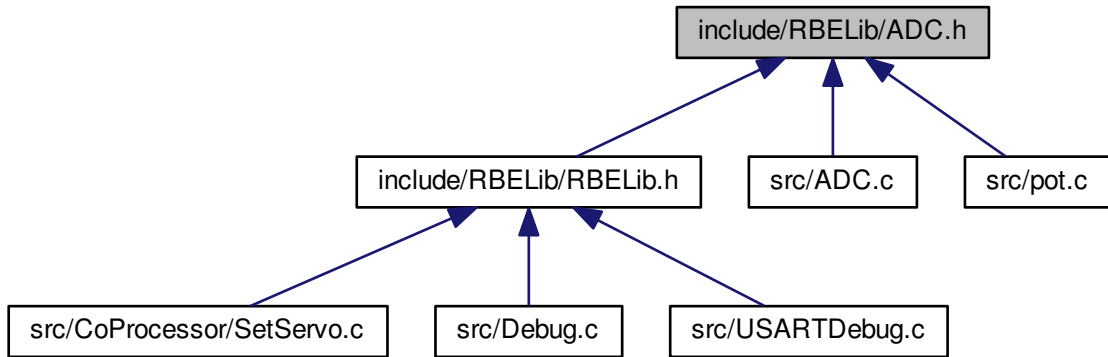 include/RBELib/ADC.h
include/RBELib/RBELib.h
src/ADC.c
src/pot.c
src/CoProcessor/SetServo.c
src/Debug.c
src/USARTDebug.c